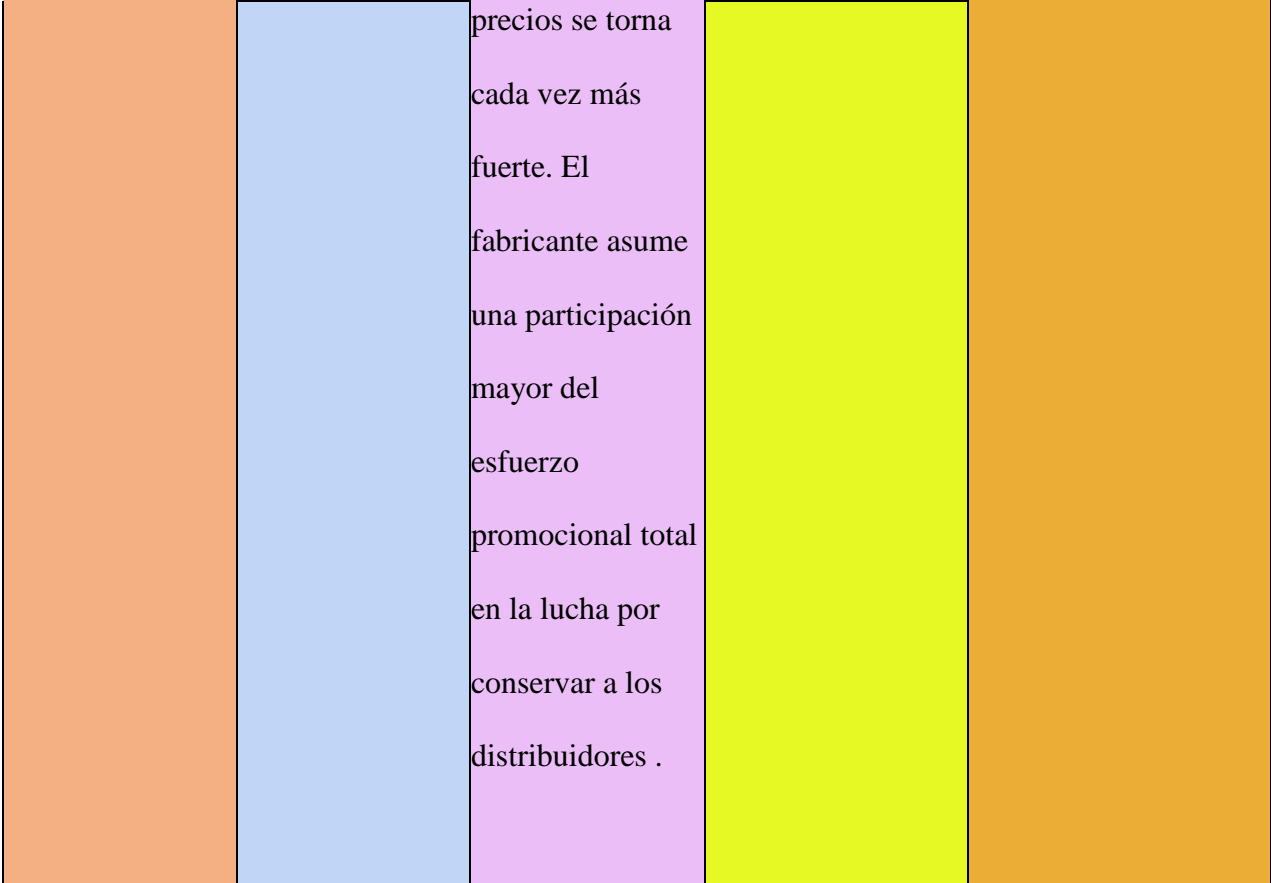 precios se torna
cada vez más
fuerte. El
fabricante asume
una participación
mayor del
esfuerzo
promocional total
en la lucha por
conservar a los
distribuidores .